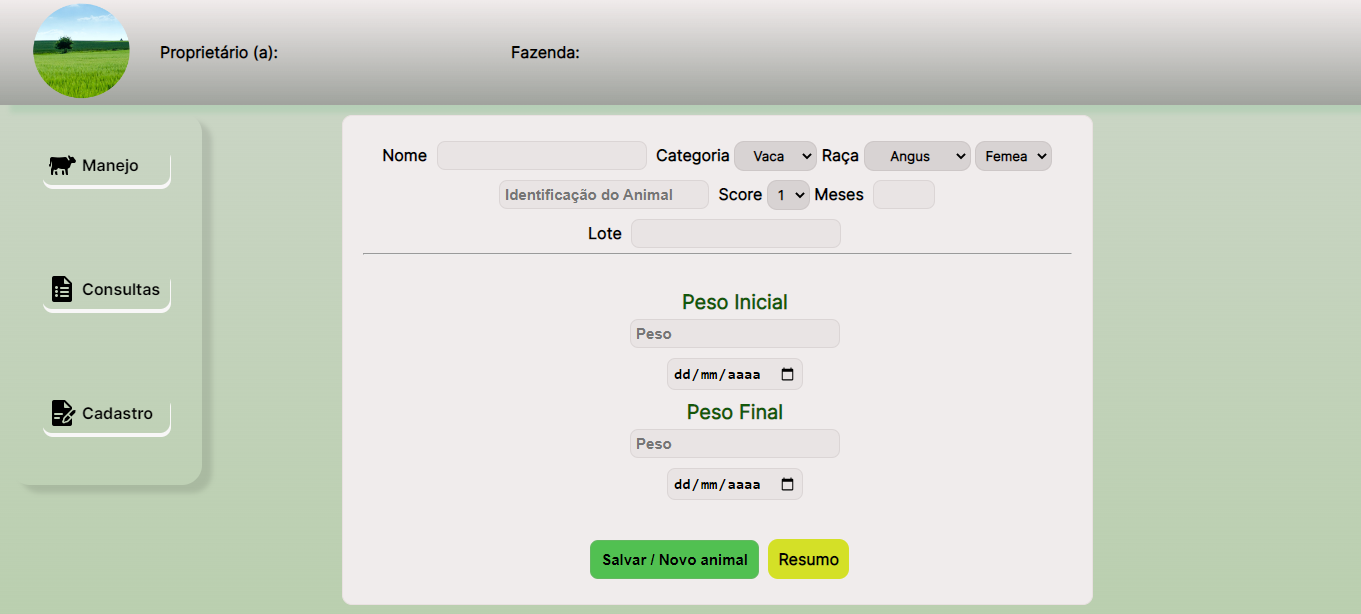 Proprietário (a): Fazenda:
Manejo
Consultas
Cadastro
Nome Categoria Vaca Raça Angus Femea
Identificação do Animal Score 1 Meses
Lote
Peso Inicial
Peso
dd/mm/aaaa
Peso Final
Peso
dd/mm/aaaa
Salvar / Novo animal Resumo